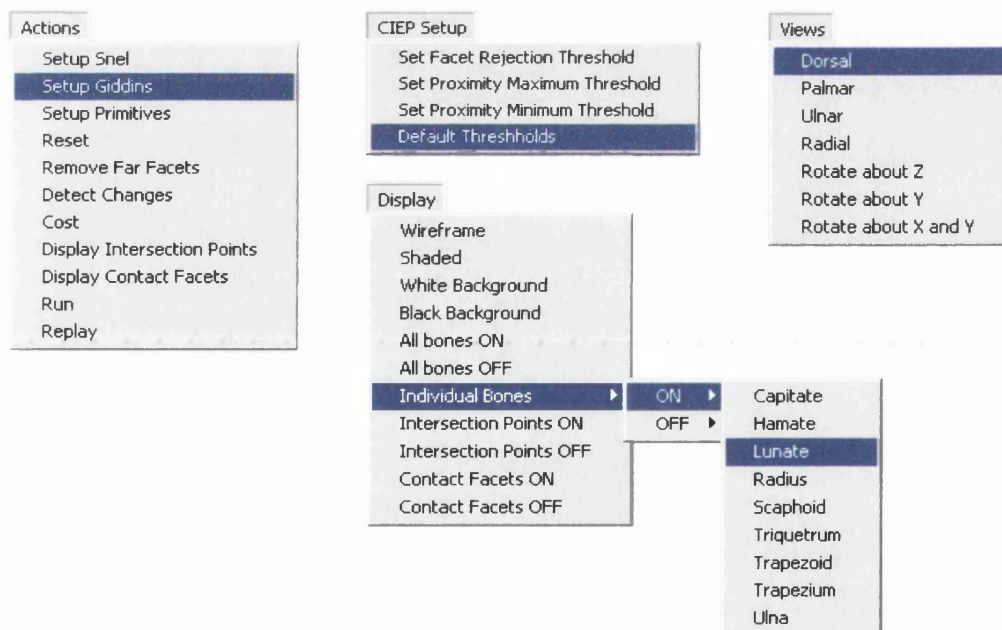 Actions
Setup Snel
Setup Giddins
Setup Primitives
Reset
Remove Far Facets
Detect Changes
Cost
Display Intersection Points
Display Contact Facets
Run
Replay
CIEP Setup
Set Facet Rejection Threshold
Set Proximity Maximum Threshold
Set Proximity Minimum Threshold
Default Threshholds
Display
Wireframe
Shaded
White Background
Black Background
All bones ON
All bones OFF
Individual Bones
Intersection Points ON
Intersection Points OFF
Contact Facets ON
Contact Facets OFF
ON
OFF
Capitate
Hamate
Lunate
Radius
Scaphoid
Triquetrum
Trapezoid
Trapezium
Ulna
Views
Dorsal
Palmar
Ulnar
Radial
Rotate about Z
Rotate about Y
Rotate about X and Y